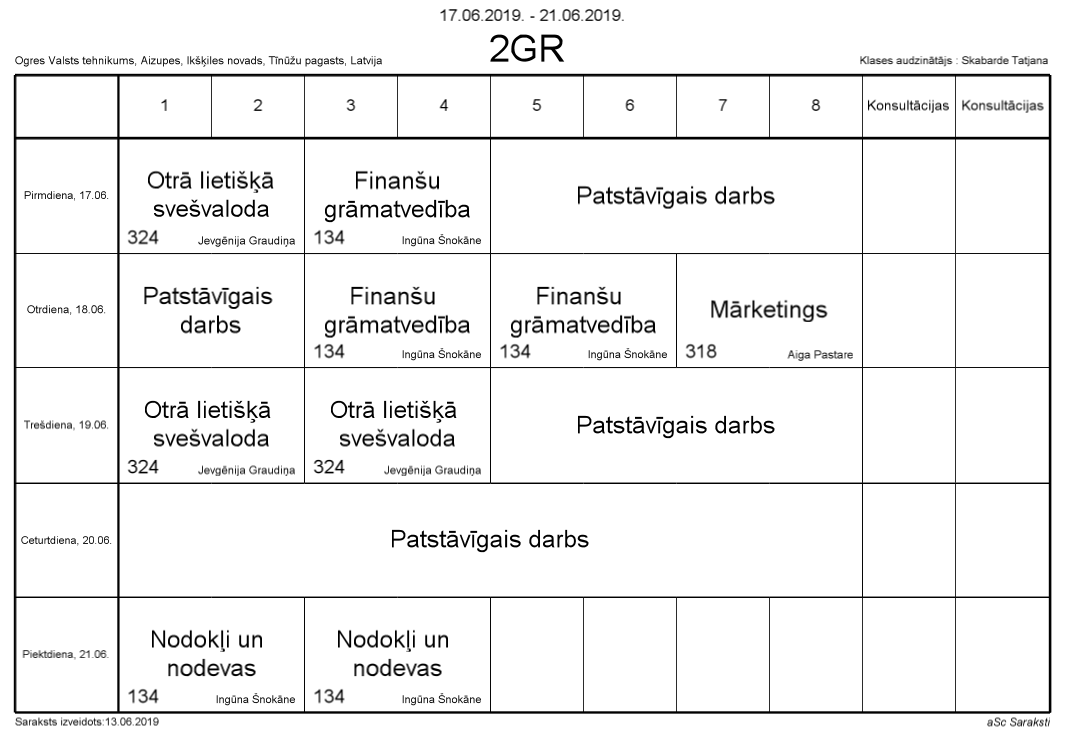 17.06.2019. - 21.06.2019.
2GR
Ogres Valsts tehnikums, Aizupes, Ikšķiles novads, Tīnūžu pagasts, Latvija
Klases audzinātājs : Skabarde Tatjana
1 2 3 4 5 6 7 8 Konsultācijas Konsultācijas
Pirmdiena, 17.06.
Otrā lietišķā
svešvaloda
324 Jevgēnija Graudiņa
Finanšu
grāmatvedība
134 Ingūna Šnokāne
Patstāvīgais darbs
Otrdiena, 18.06.
Patstāvīgais
darbs
Finanšu
grāmatvedība
134 Ingūna Šnokāne
Finanšu
grāmatvedība
134 Ingūna Šnokāne
Mārketings
318 Aiga Pastare
Trešdiena, 19.06.
Otrā lietišķā
svešvaloda
324 Jevgēnija Graudiņa
Otrā lietišķā
svešvaloda
324 Jevgēnija Graudiņa
Patstāvīgais darbs
Ceturtdiena, 20.06.
Patstāvīgais darbs
Piektdiena, 21.06.
Nodokļi un
nodevas
134 Ingūna Šnokāne
Nodokļi un
nodevas
134 Ingūna Šnokāne
Saraksts izveidots:13.06.2019
aSc Saraksti